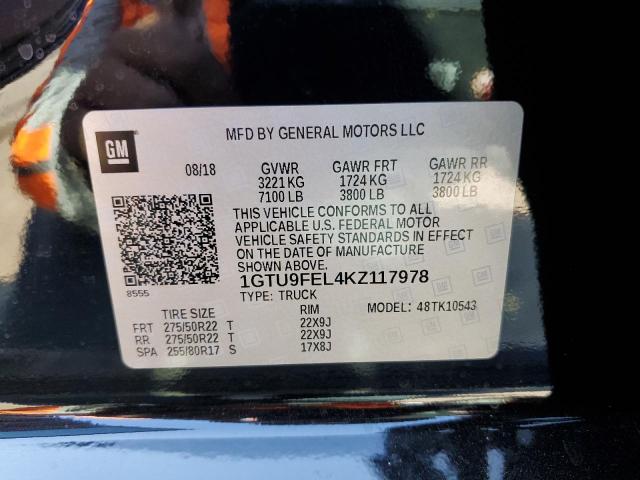 MFD BY GENERAL MOTORS LLC
GM
08/18 GVWR GAWR FRT GAWR RR
3221 KG 1724 KG 1724 KG
7100 LB 3800 LB 3800 LB
THIS VEHICLE CONFORMS TO ALL
APPLICABLE U.S. FEDERAL MOTOR
VEHICLE SAFETY STANDARDS IN EFFECT
ON THE DATE OF MANUFACTURE
SHOWN ABOVE.
8555
1GTU9FEL4KZ117978
TYPE: TRUCK MODEL: 48TK10543
TIRE SIZE RIM
FRT 275/50R22 T 22X9J
RR 275/50R22 T 22X9J
SPA 255/80R17 S 17X8J